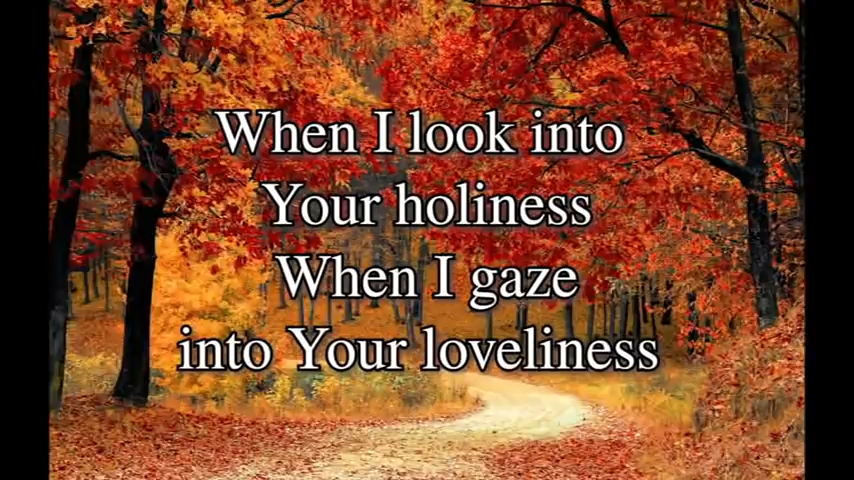 When I look into
Your holiness
When I gaze
into Your loveliness